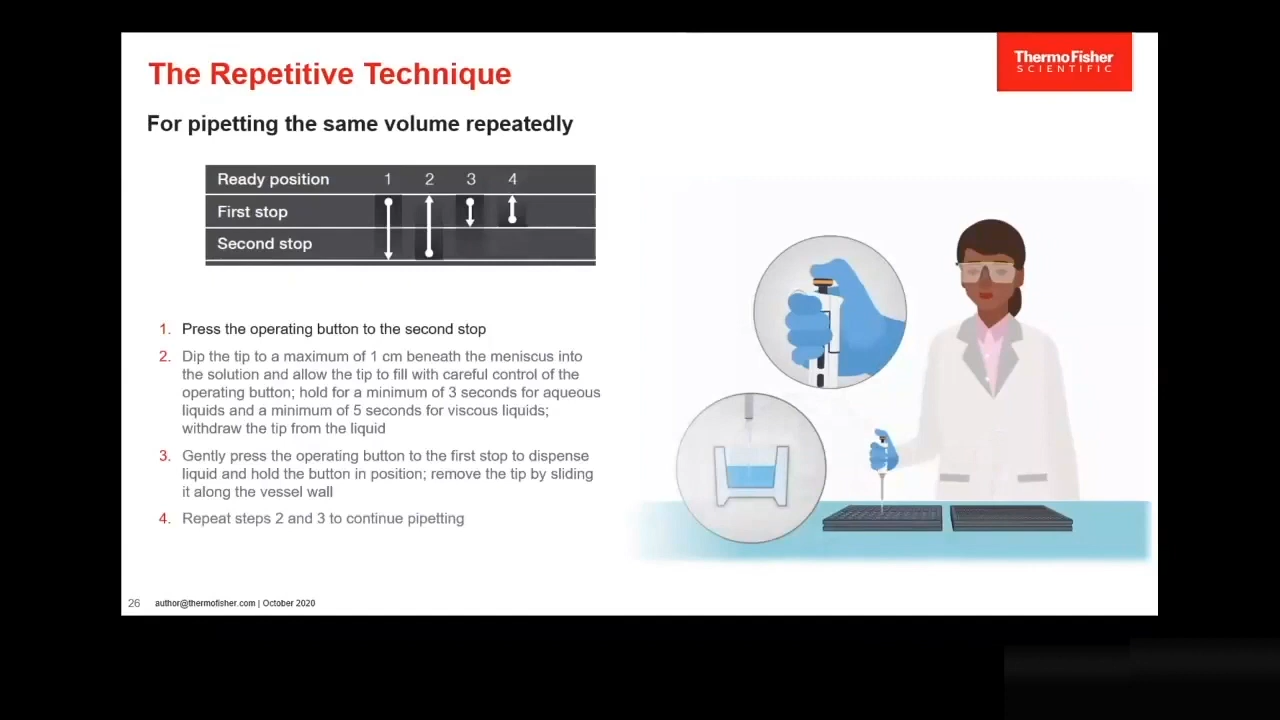 The Repetitive Technique
ThermoFisher
SCIENTIFIC
For pipetting the same volume repeatedly
Ready position 1 2 3 4
First stop
Second stop
1. Press the operating button to the second stop
2. Dip the tip to a maximum of 1 cm beneath the meniscus into
the solution and allow the tip to fill with careful control of the
operating button; hold for a minimum of 3 seconds for aqueous
liquids and a minimum of 5 seconds for viscous liquids;
withdraw the tip from the liquid
3. Gently press the operating button to the first stop to dispense
liquid and hold the button in position; remove the tip by sliding
it along the vessel wall
4. Repeat steps 2 and 3 to continue pipetting
26 author@thermofisher.com | October 2020